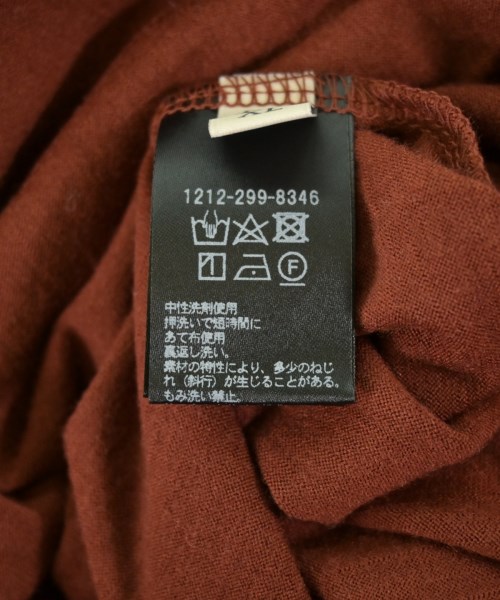 1212-299-8346
中性洗剤使用
押洗いで短時間に
あて布使用
裏返し洗い。
素材の特性により、多少のねじ
れ（斜行）が生じることがある。
もみ洗い禁止。